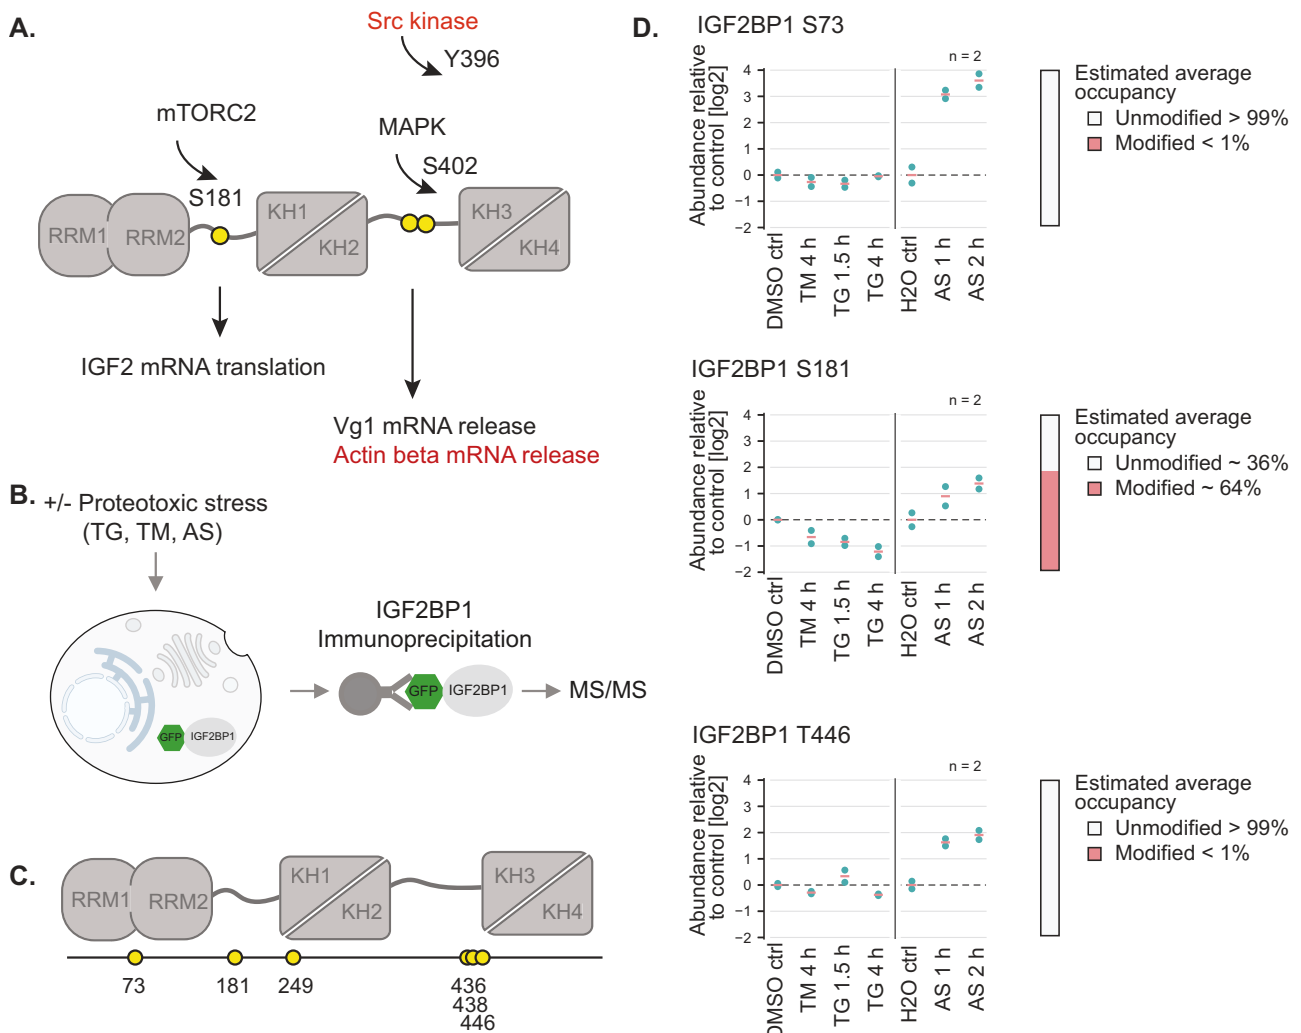 A.
Src kinase
Y396
mTORC2
MAPK
S181
S402
RRM1
RRM2
KH1
KH2
KH3
KH4
IGF2 mRNA translation
Vg1 mRNA release
Actin beta mRNA release
B.
+/- Proteotoxic stress
(TG, TM, AS)
GFP
IGF2BP1
IGF2BP1
Immunoprecipitation
GFP
IGF2BP1
MS/MS
C.
RRM1
RRM2
KH1
KH2
KH3
KH4
73
181
249
436
438
446
D.
IGF2BP1 S73
n = 2
Abundance relative
to control [log2]
4
3
2
1
0
−1
−2
DMSO ctrl
TM 4 h
TG 1.5 h
TG 4 h
H2O ctrl
AS 1 h
AS 2 h
Estimated average
occupancy
Unmodified > 99%
Modified < 1%
IGF2BP1 S181
n = 2
Abundance relative
to control [log2]
4
3
2
1
0
−1
−2
DMSO ctrl
TM 4 h
TG 1.5 h
TG 4 h
H2O ctrl
AS 1 h
AS 2 h
Estimated average
occupancy
Unmodified ~ 36%
Modified ~ 64%
IGF2BP1 T446
n = 2
Abundance relative
to control [log2]
4
3
2
1
0
−1
−2
DMSO ctrl
TM 4 h
TG 1.5 h
TG 4 h
H2O ctrl
AS 1 h
AS 2 h
Estimated average
occupancy
Unmodified > 99%
Modified < 1%